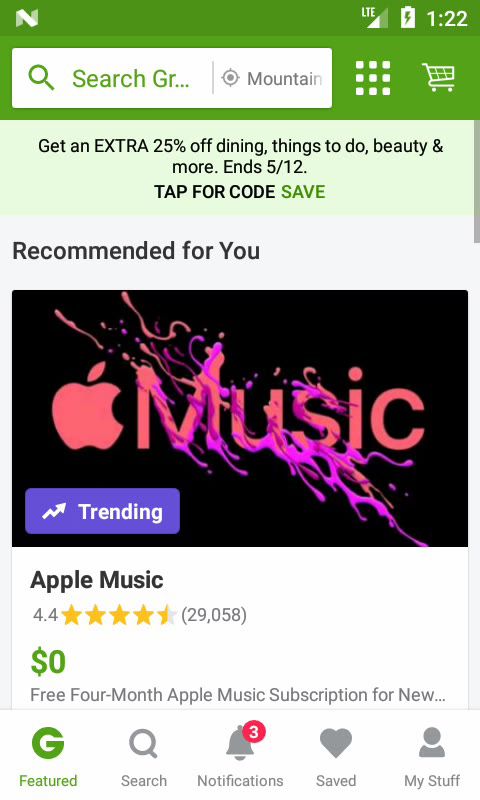 LTE 1:22
Search Gr... Mountain
Get an EXTRA 25% off dining, things to do, beauty &
more. Ends 5/12.
TAP FOR CODE SAVE
Recommended for You
Music
Trending
Apple Music
4.4 (29,058)
$0
Free Four-Month Apple Music Subscription for New...
3
Featured Search Notifications Saved My Stuff